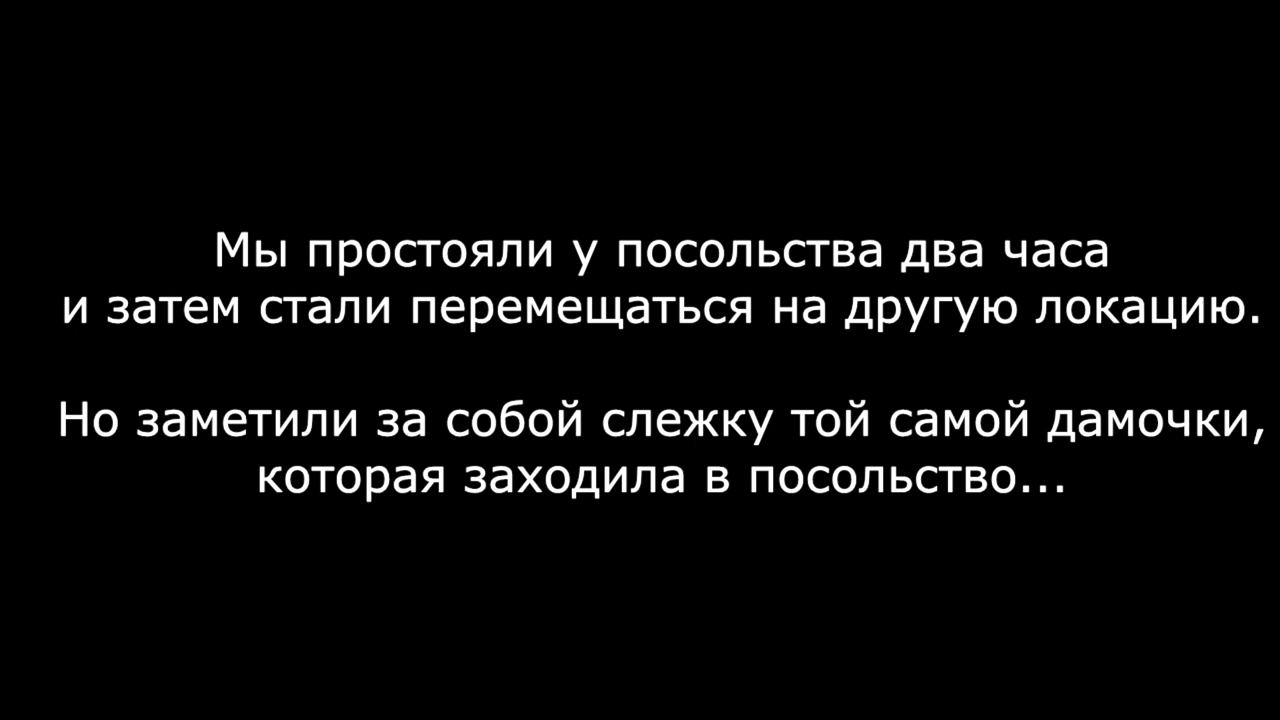 Мы простояли у посольства два часа
и затем стали перемещаться на другую локацию.
Но заметили за собой слежку той самой дамочки,
которая заходила в посольство...